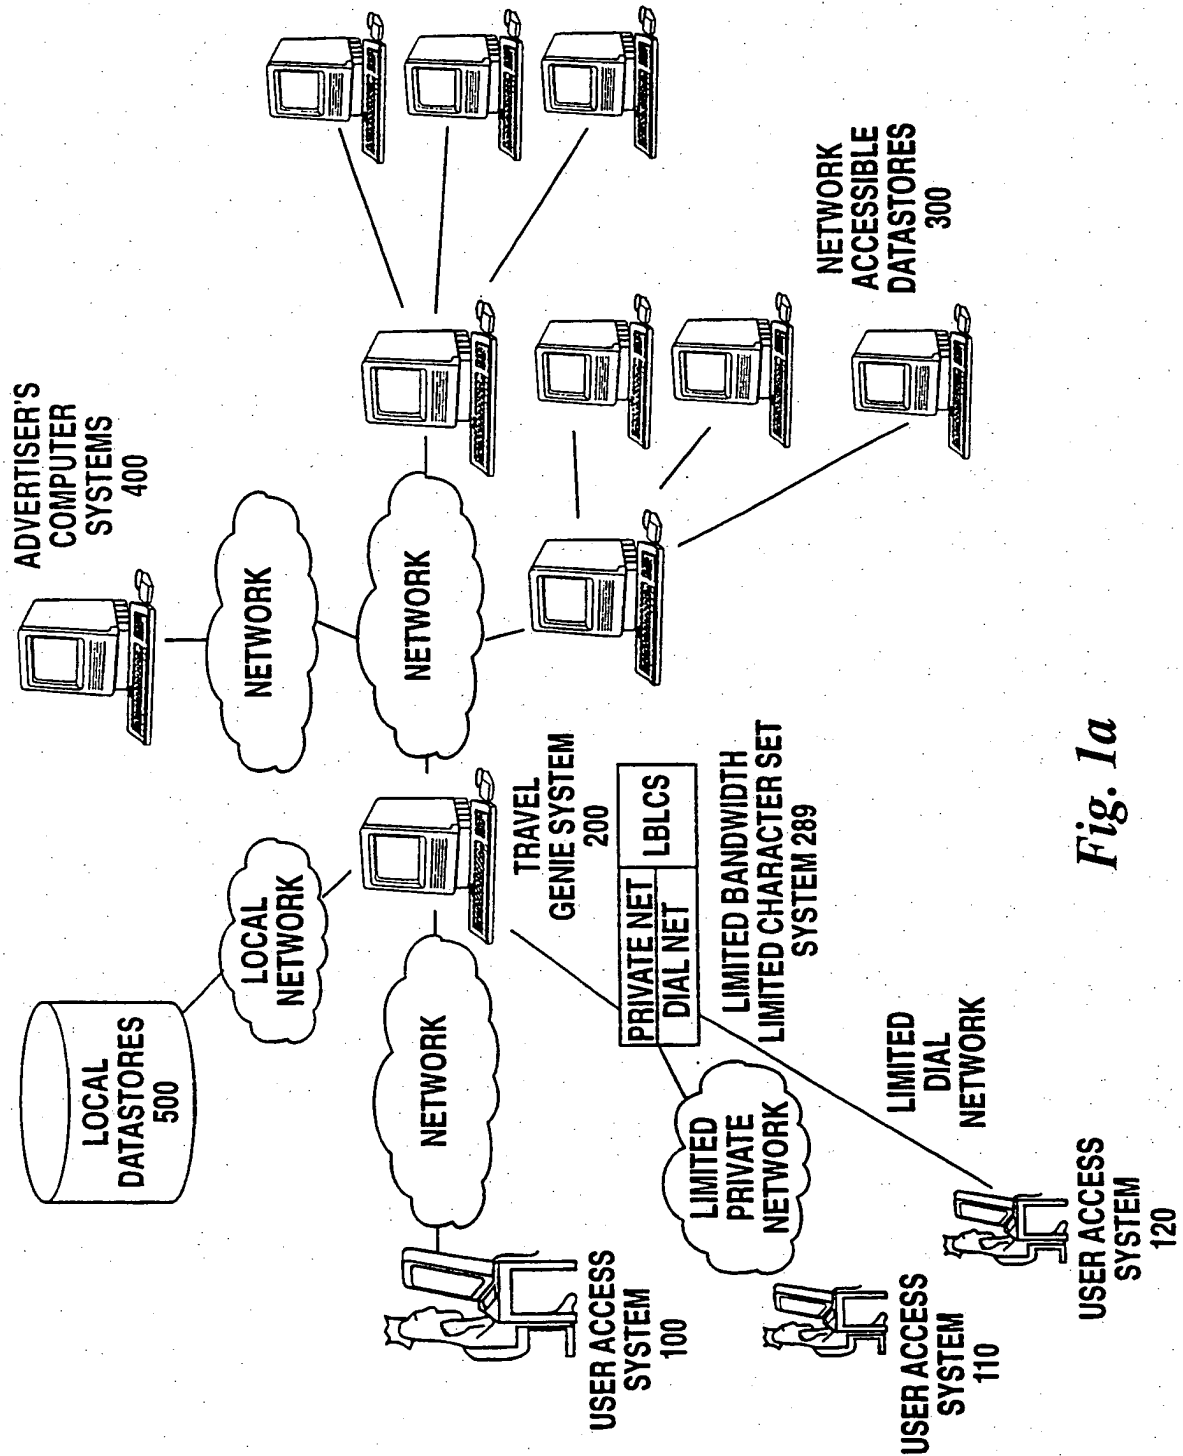 LOCAL
DATASTORES
500
ADVERTISER'S
COMPUTER
SYSTEMS
400
LOCAL
NETWORK
NETWORK
NETWORK
NETWORK
TRAVEL
GENIE SYSTEM
200
PRIVATE NET
DIAL NET
LBLCS
LIMITED BANDWIDTH
LIMITED CHARACTER SET
SYSTEM 289
NETWORK
ACCESSIBLE
DATASTORES
300
USER ACCESS
SYSTEM
100
LIMITED
PRIVATE
NETWORK
LIMITED
DIAL
NETWORK
USER ACCESS
SYSTEM
110
USER ACCESS
SYSTEM
120
Fig. 1a